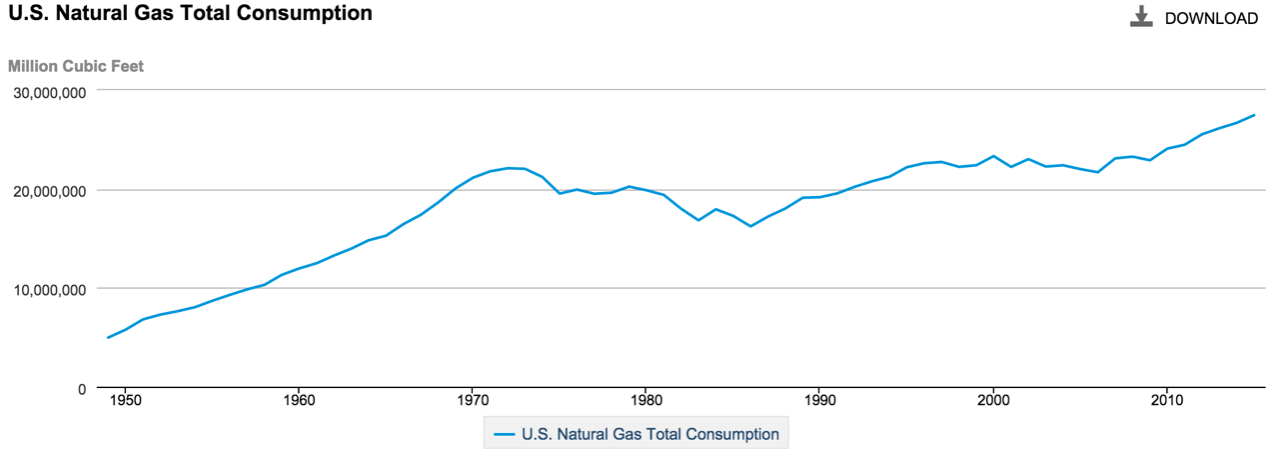 U.S. Natural Gas Total Consumption
DOWNLOAD
Million Cubic Feet
30,000,000
20,000,000
10,000,000
0
1950 1960 1970 1980 1990 2000 2010
U.S. Natural Gas Total Consumption